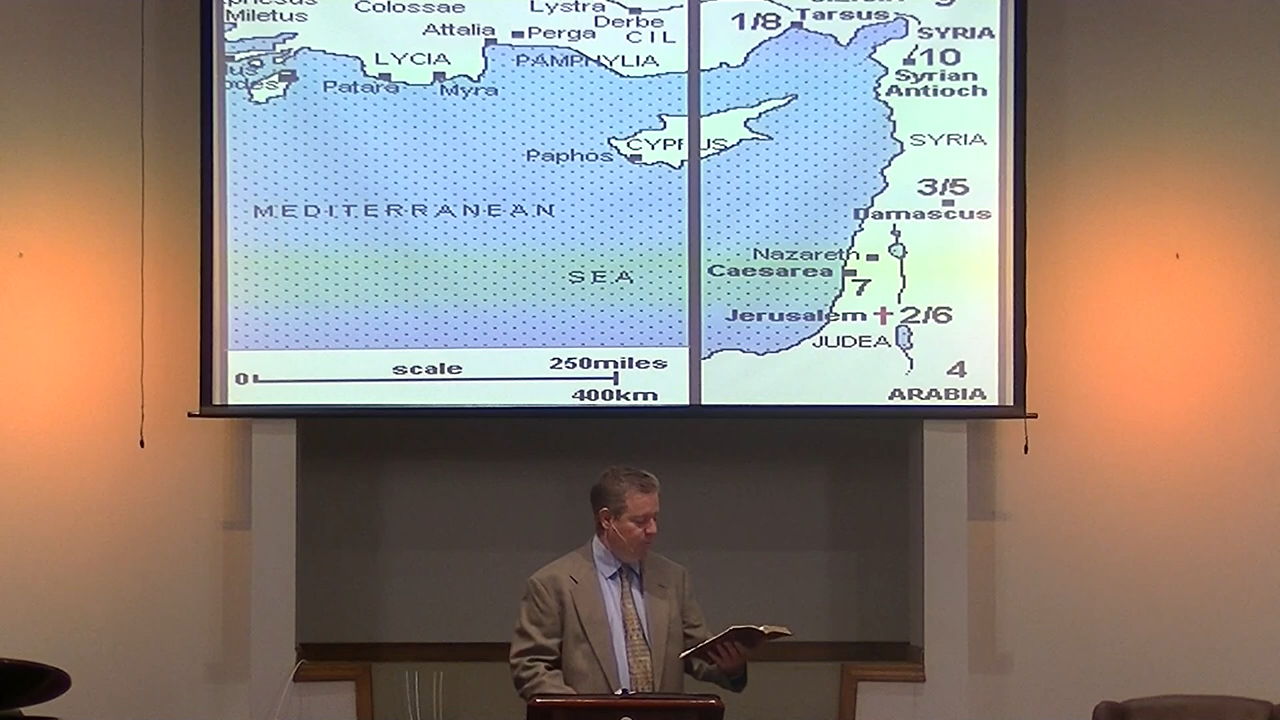 Colossae
Lystra
Miletus
Derbe
Attalia
Perga
CIL
LYCIA
PAMPHYLIA
Patara
Myra
CYPRUS
Paphos
MEDITERRANEAN
SEA
scale
250miles
0
400km
1/8
Tarsus
SYRIA
10
Syrian
Antioch
SYRIA
3/5
Damascus
Nazareth
Caesarea
7
Jerusalem
2/6
JUDEA
4
ARABIA